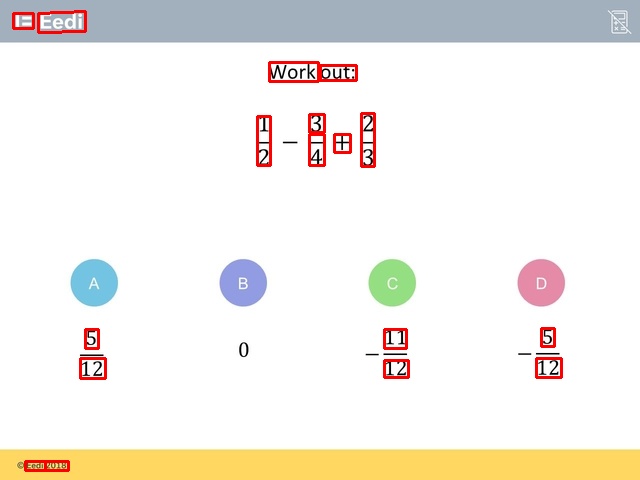 Eedi
Work out:
1/2 − 3/4 + 2/3
A B C D
5/12 0 −11/12 −5/12
© Eedi 2018